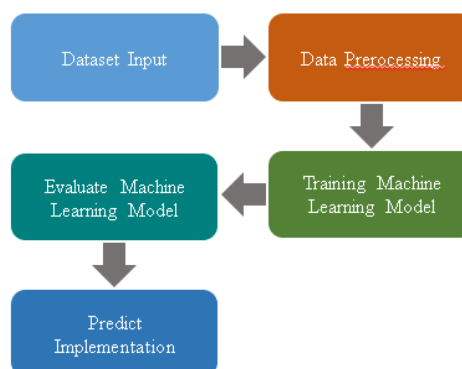 Dataset Input
Data Prerocessing
Training Machine
Learning Model
Evaluate Machine
Learning Model
Predict
Implementation